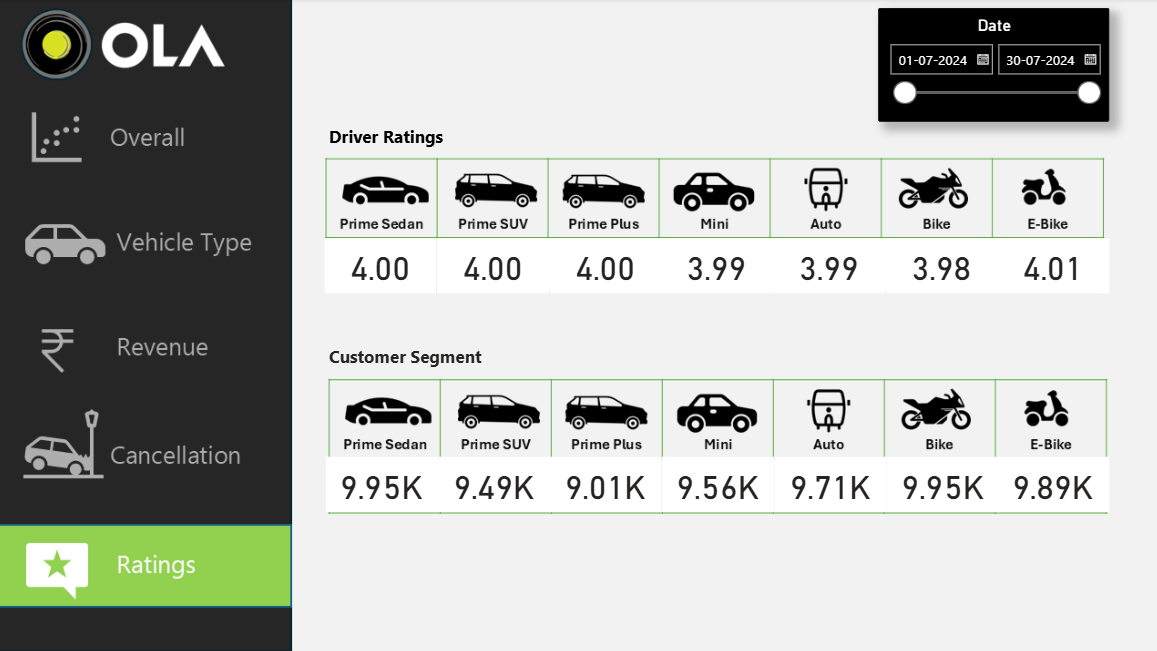 OLA
Overall
Vehicle Type
Revenue
Cancellation
Ratings
Date
01-07-2024 30-07-2024
Driver Ratings
Prime Sedan Prime SUV Prime Plus Mini Auto Bike E-Bike
4.00 4.00 4.00 3.99 3.99 3.98 4.01
Customer Segment
Prime Sedan Prime SUV Prime Plus Mini Auto Bike E-Bike
9.95K 9.49K 9.01K 9.56K 9.71K 9.95K 9.89K